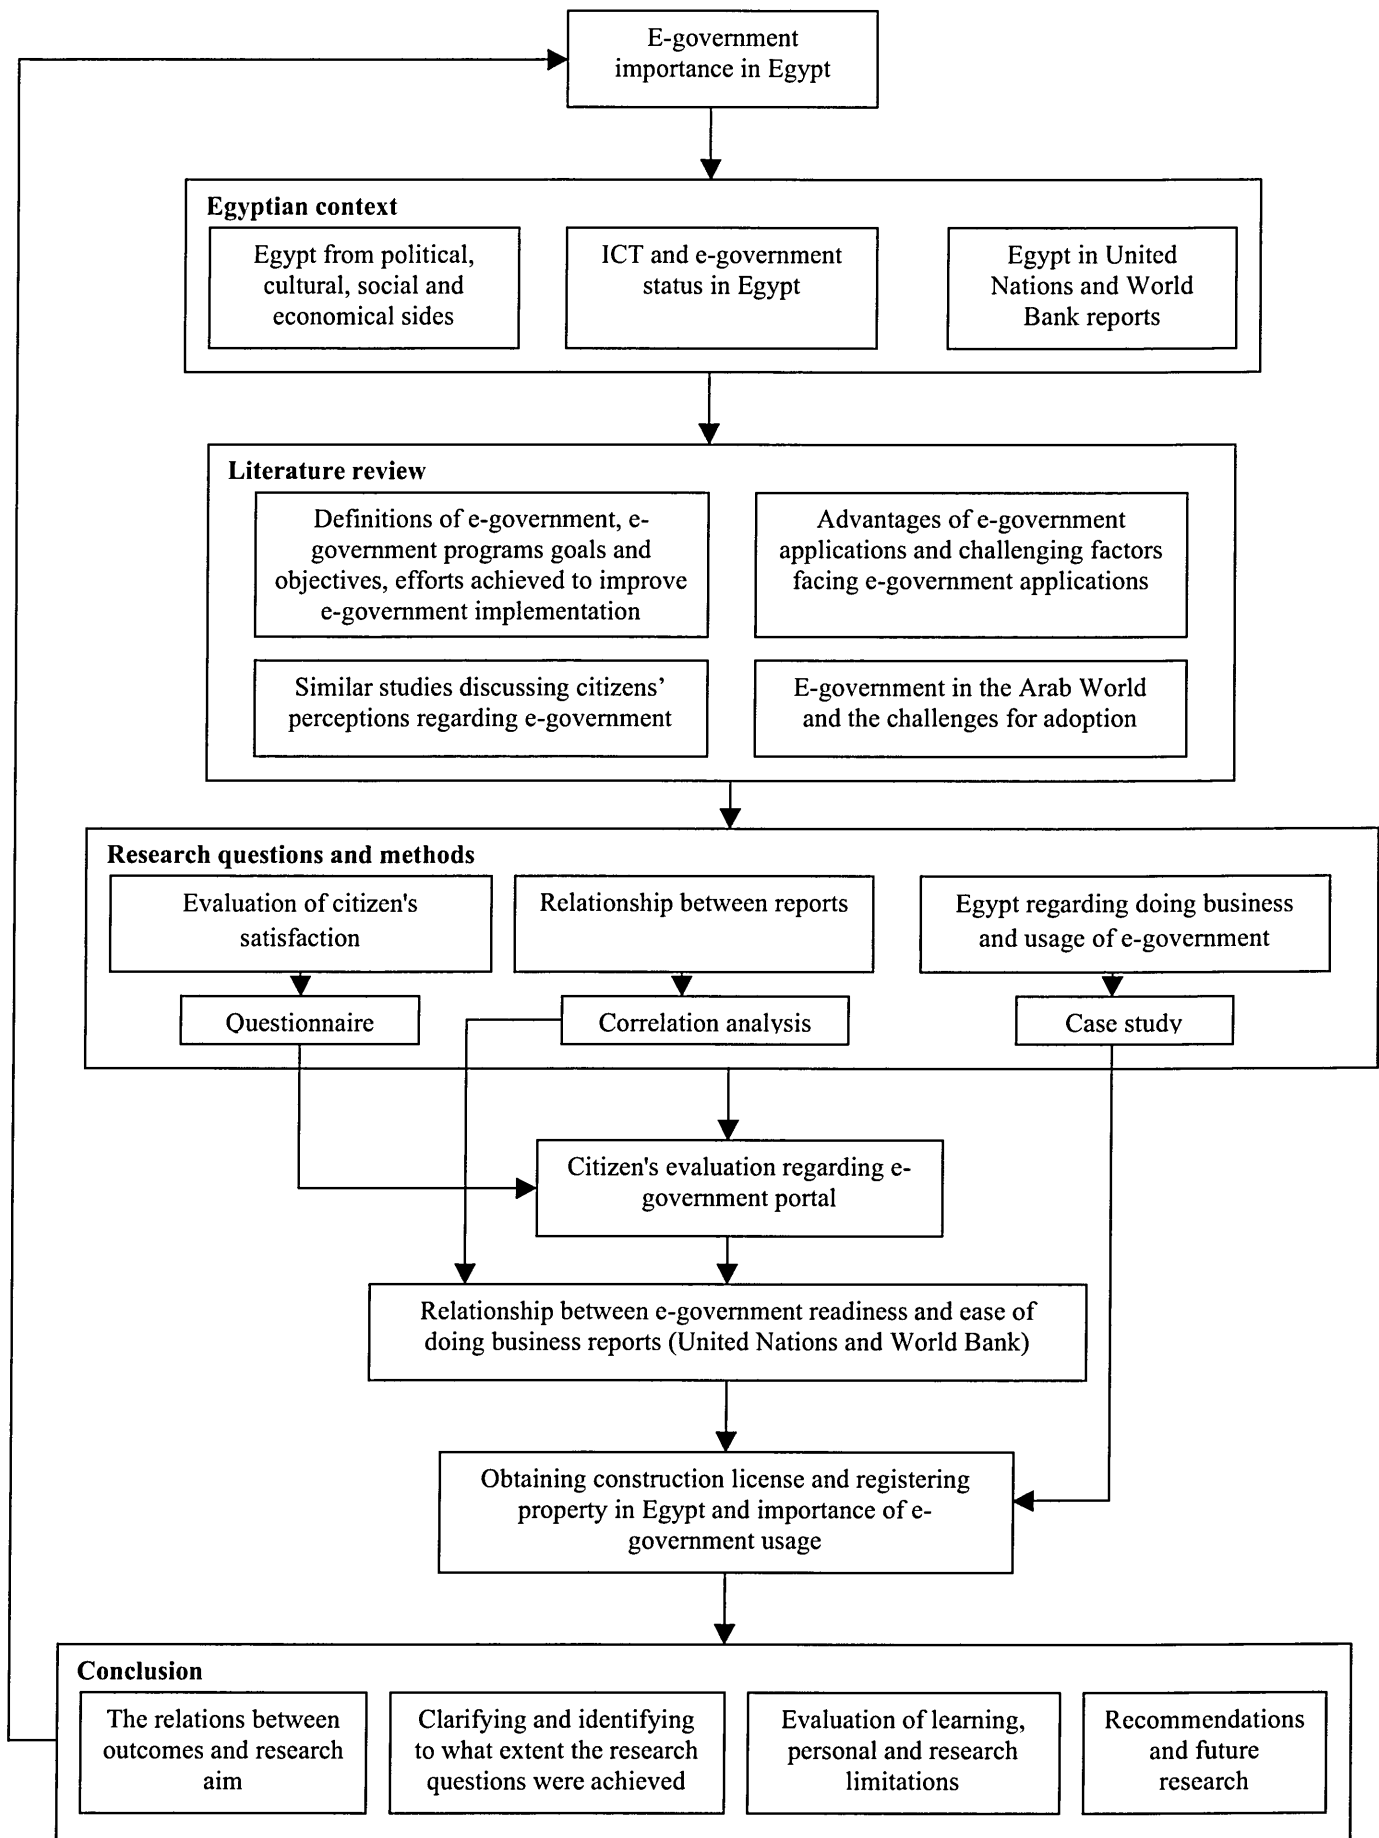 E-government
importance in Egypt
Egyptian context
Egypt from political,
cultural, social and
economical sides
ICT and e-government
status in Egypt
Egypt in United
Nations and World
Bank reports
Literature review
Definitions of e-government, e-
government programs goals and
objectives, efforts achieved to improve
e-government implementation
Advantages of e-government
applications and challenging factors
facing e-government applications
Similar studies discussing citizens’
perceptions regarding e-government
E-government in the Arab World
and the challenges for adoption
Research questions and methods
Evaluation of citizen's
satisfaction
Relationship between reports
Egypt regarding doing business
and usage of e-government
Questionnaire
Correlation analysis
Case study
Citizen's evaluation regarding e-
government portal
Relationship between e-government readiness and ease of
doing business reports (United Nations and World Bank)
Obtaining construction license and registering
property in Egypt and importance of e-
government usage
Conclusion
The relations between
outcomes and research
aim
Clarifying and identifying
to what extent the research
questions were achieved
Evaluation of learning,
personal and research
limitations
Recommendations
and future
research